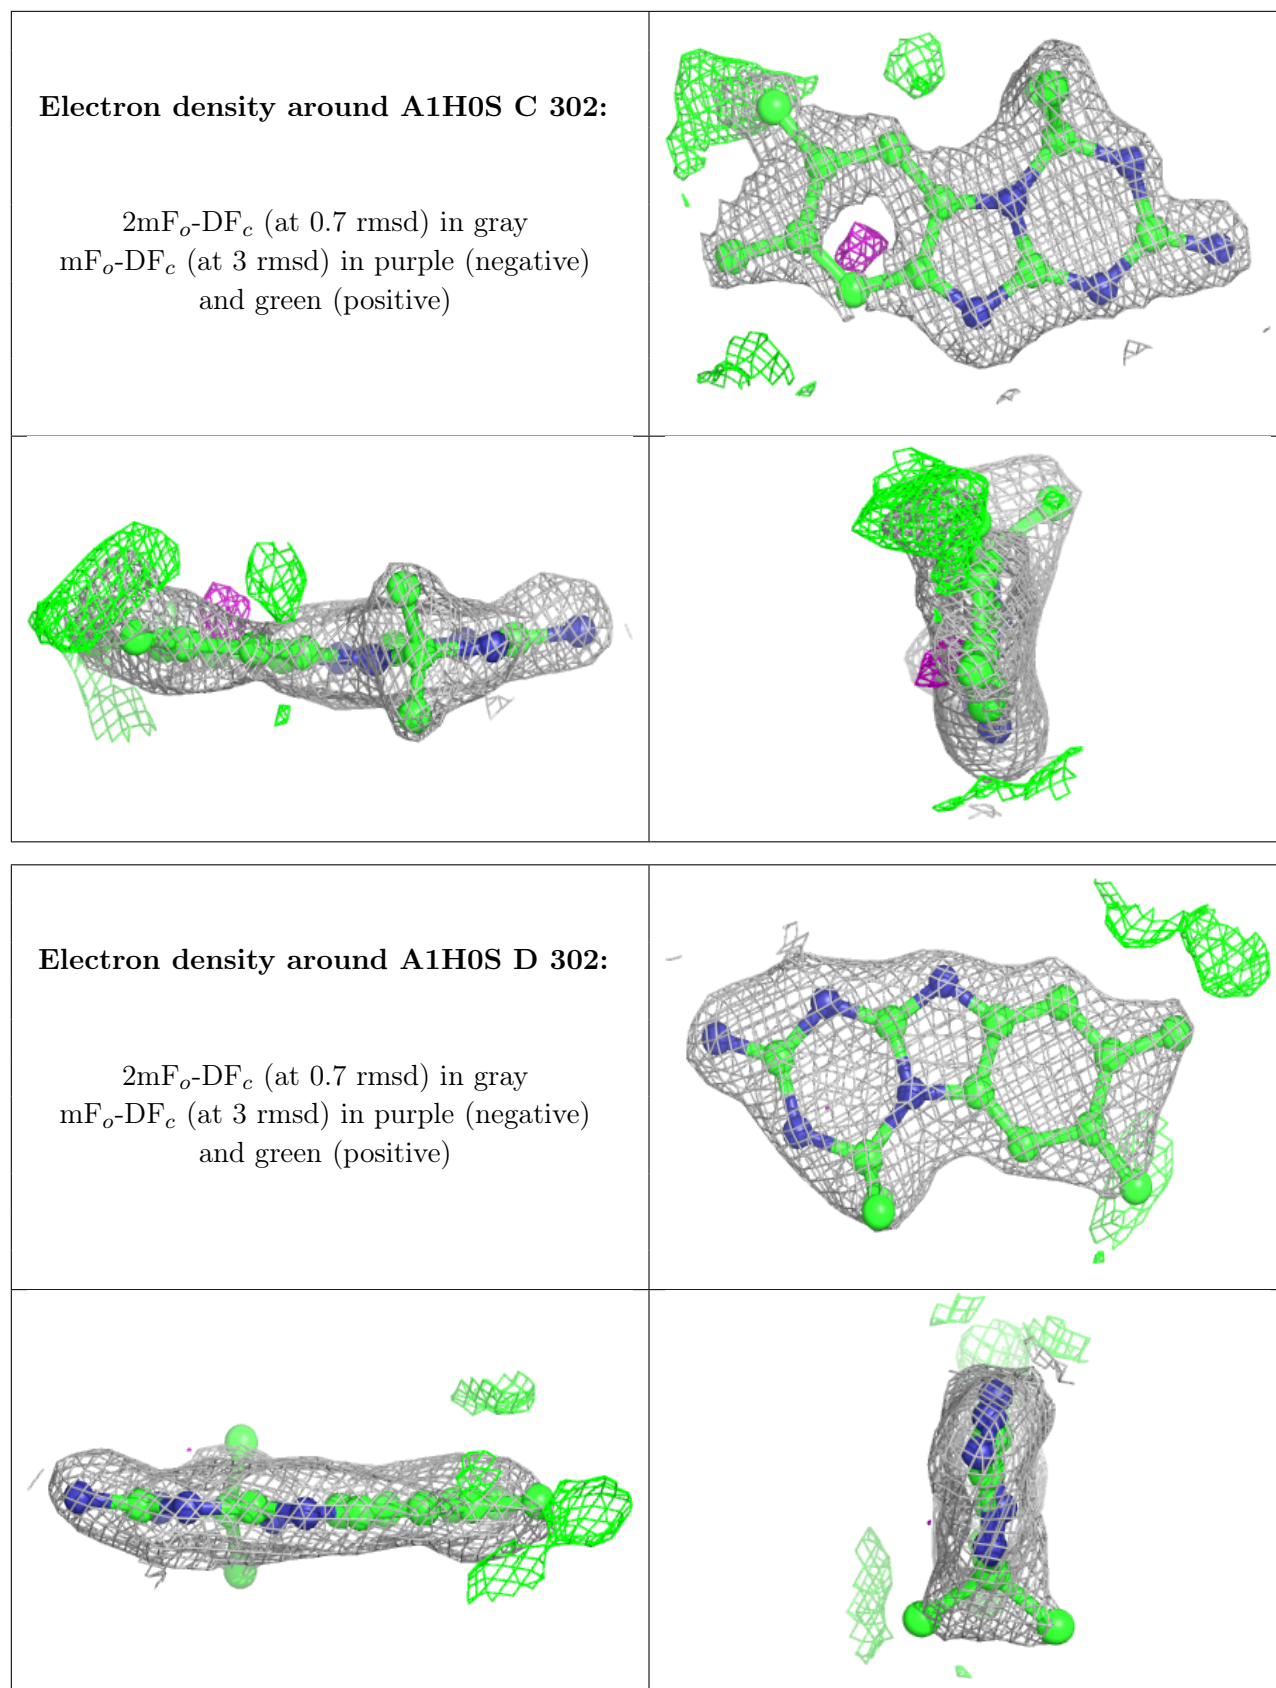 Electron density around A1H0S C 302:
2mFo-DFc (at 0.7 rmsd) in gray
mFo-DFc (at 3 rmsd) in purple (negative)
and green (positive)
Electron density around A1H0S D 302:
2mFo-DFc (at 0.7 rmsd) in gray
mFo-DFc (at 3 rmsd) in purple (negative)
and green (positive)